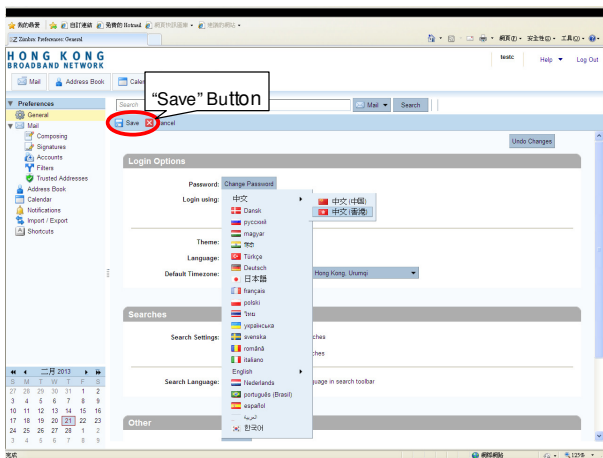 我的最愛 自訂連結 免費的 Hotmail 網頁快訊圖庫 建議的網站
Zimbra: Preferences: General
網頁(P) 安全性(S) 工具(O)
HONG KONG
BROADBAND NETWORK
testc Help Log Out
Mail Address Book Calen
"Save" Button
Preferences
Search Mail Search
General
Save Cancel
Mail
Composing
Undo Changes
Signatures
Accounts
Login Options
Filters
Trusted Addresses
Address Book
Password: Change Password
Calendar
Login using: 中文 中文 (中国)
Notifications
Dansk 中文 (香港)
Import / Export
русский
Shortcuts
magyar
Theme: हिंदी
Language: Türkçe
Deutsch
Default Timezone: Hong Kong, Urumqi
日本語
français
polski
Searches
ไทย
українська
Search Settings: svenska ches
română
ches
italiano
English
Search Language: Nederlands guage in search toolbar
português (Brasil)
español
العربية
Other
한국어
二月 2013
S M T W T F S
27 28 29 30 31 1 2
3 4 5 6 7 8 9
10 11 12 13 14 15 16
17 18 19 20 21 22 23
24 25 26 27 28 1 2
3 4 5 6 7 8 9
完成 網際網路 125%